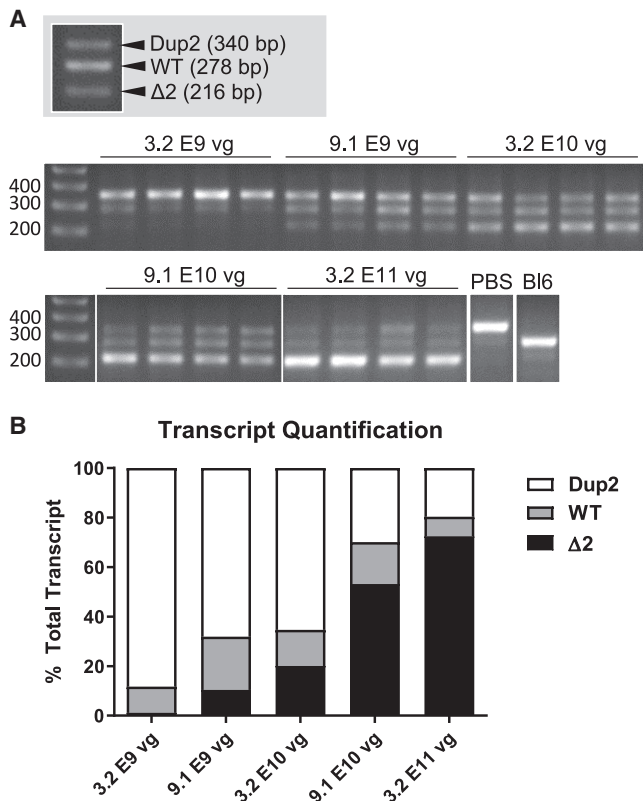 A
Dup2 (340 bp)
WT (278 bp)
Δ2 (216 bp)
3.2 E9 vg 9.1 E9 vg 3.2 E10 vg
400
300
200
9.1 E10 vg 3.2 E11 vg PBS Bl6
400
300
200
B
Transcript Quantification
100
80
60
40
20
0
% Total Transcript
Dup2
WT
Δ2
3.2 E9 vg
9.1 E9 vg
3.2 E10 vg
9.1 E10 vg
3.2 E11 vg